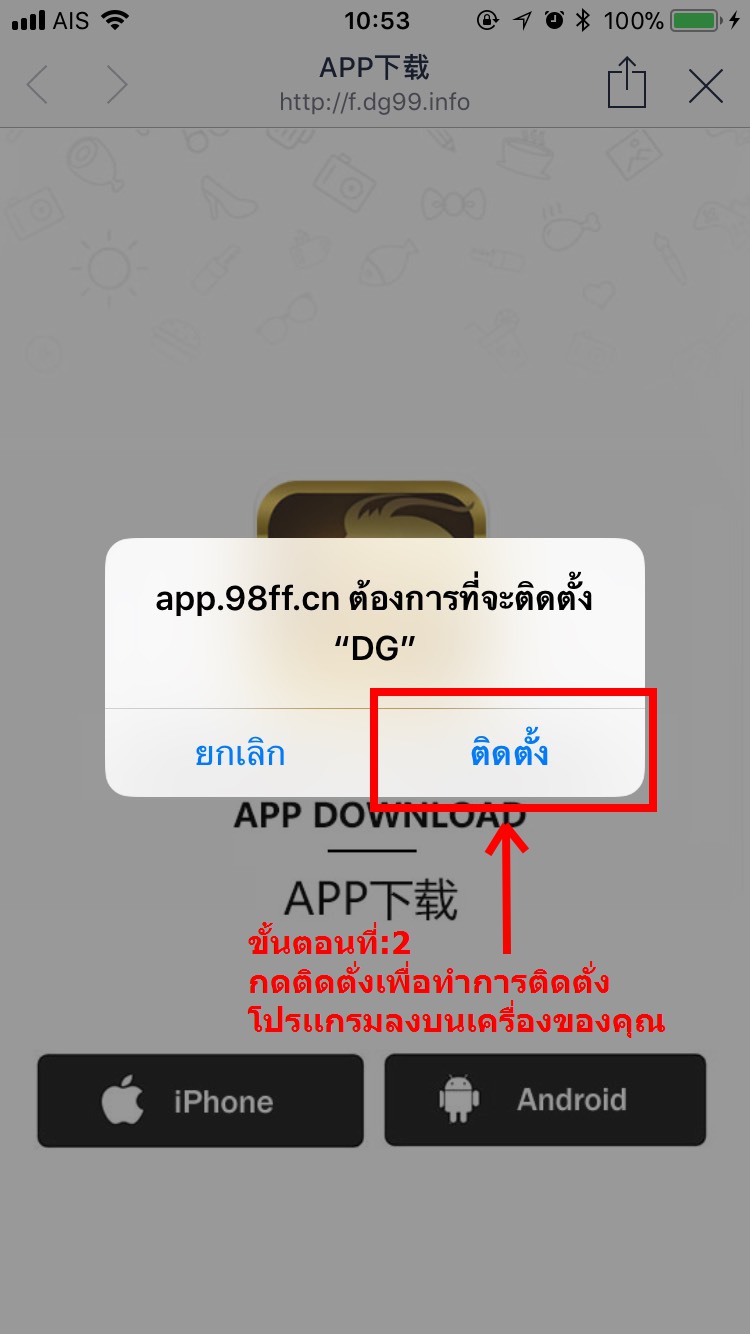 AIS 10:53 100%
APP下载
http://f.dg99.info
app.98ff.cn ต้องการที่จะติดตั้ง
“DG”
ยกเลิก ติดตั้ง
APP DOWNLOAD
APP下载
ขั้นตอนที่:2
กดติดตั่งเพื่อทำการติดตั่ง
โปรแกรมลงบนเครื่องของคุณ
iPhone Android